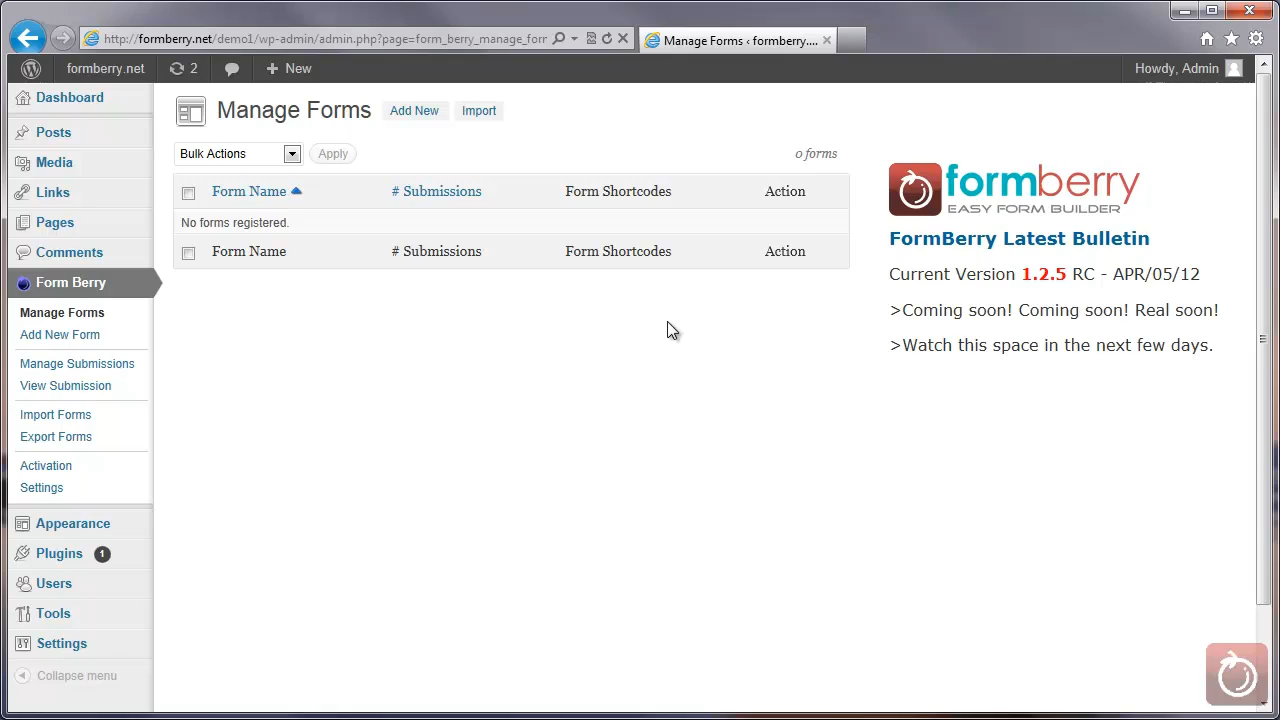 http://formberry.net/demo1/wp-admin/admin.php?page=form_berry_manage_forr
Manage Forms ‹ formberry....
formberry.net
2
New
Howdy, Admin
Dashboard
Posts
Media
Links
Pages
Comments
Form Berry
Manage Forms
Add New Form
Manage Submissions
View Submission
Import Forms
Export Forms
Activation
Settings
Appearance
Plugins 1
Users
Tools
Settings
Collapse menu
Manage Forms Add New Import
Bulk Actions Apply 0 forms
Form Name # Submissions Form Shortcodes Action
No forms registered.
Form Name # Submissions Form Shortcodes Action
formberry
EASY FORM BUILDER
FormBerry Latest Bulletin
Current Version 1.2.5 RC - APR/05/12
>Coming soon! Coming soon! Real soon!
>Watch this space in the next few days.